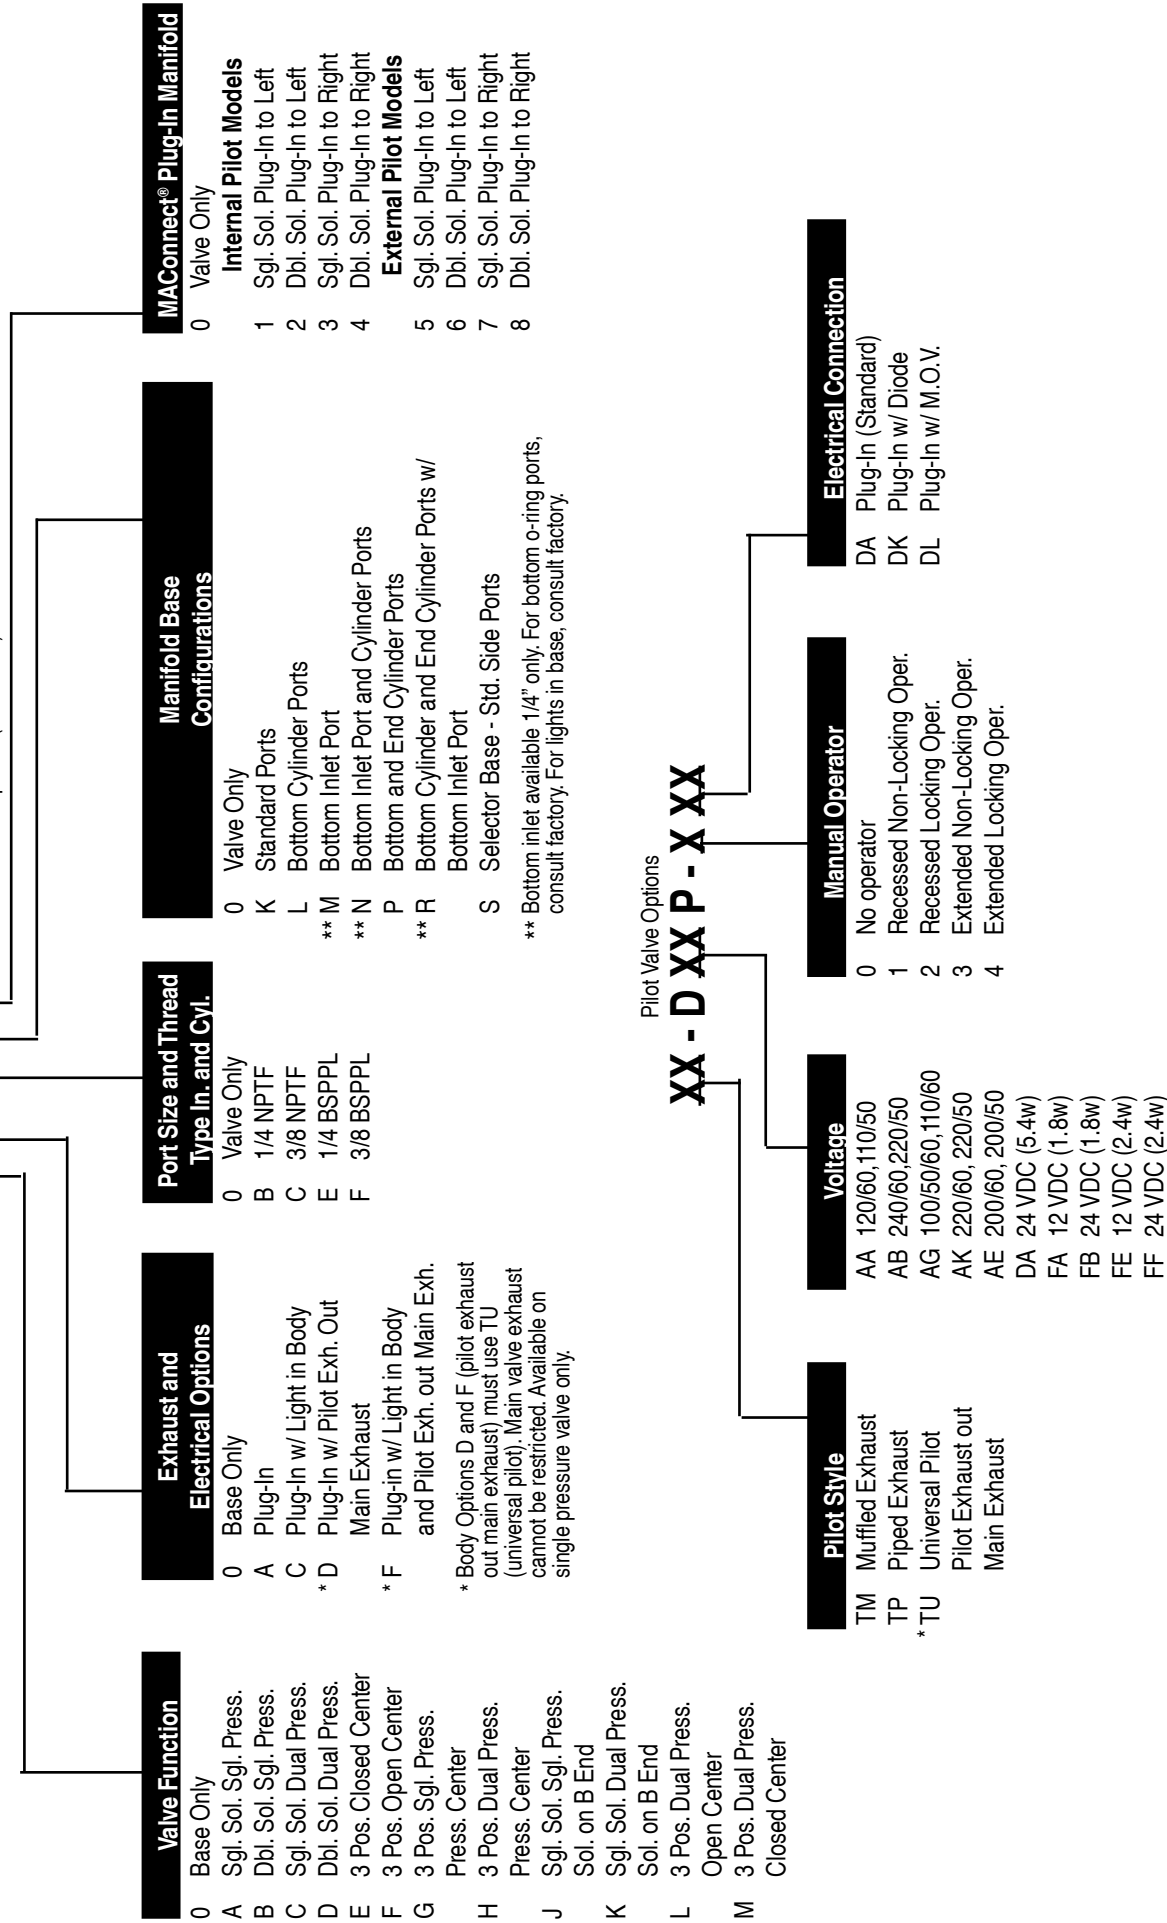 Valve Function
0 Base Only
A Sgl. Sol. Sgl. Press.
B Dbl. Sol. Sgl. Press.
C Sgl. Sol. Dual Press.
D Dbl. Sol. Dual Press.
E 3 Pos. Closed Center
F 3 Pos. Open Center
G 3 Pos. Sgl. Press.
Press. Center
H 3 Pos. Dual Press.
Press. Center
J Sgl. Sol. Sgl. Press.
Sol. on B End
K Sgl. Sol. Dual Press.
Sol. on B End
L 3 Pos. Dual Press.
Open Center
M 3 Pos. Dual Press.
Closed Center
Exhaust and
Electrical Options
0 Base Only
A Plug-In
C Plug-In w/ Light in Body
* D Plug-In w/ Pilot Exh. Out
Main Exhaust
* F Plug-in w/ Light in Body
and Pilot Exh. out Main Exh.
* Body Options D and F (pilot exhaust
out main exhaust) must use TU
(universal pilot). Main valve exhaust
cannot be restricted. Available on
single pressure valve only.
Port Size and Thread
Type In. and Cyl.
0 Valve Only
B 1/4 NPTF
C 3/8 NPTF
E 1/4 BSPPL
F 3/8 BSPPL
Manifold Base
Configurations
0 Valve Only
K Standard Ports
L Bottom Cylinder Ports
** M Bottom Inlet Port
** N Bottom Inlet Port and Cylinder Ports
P Bottom and End Cylinder Ports
** R Bottom Cylinder and End Cylinder Ports w/
Bottom Inlet Port
S Selector Base - Std. Side Ports
** Bottom inlet available 1/4” only. For bottom o-ring ports,
consult factory. For lights in base, consult factory.
MAConnect® Plug-In Manifold
0 Valve Only
Internal Pilot Models
1 Sgl. Sol. Plug-In to Left
2 Dbl. Sol. Plug-In to Left
3 Sgl. Sol. Plug-In to Right
4 Dbl. Sol. Plug-In to Right
External Pilot Models
5 Sgl. Sol. Plug-In to Left
6 Dbl. Sol. Plug-In to Left
7 Sgl. Sol. Plug-In to Right
8 Dbl. Sol. Plug-In to Right
Pilot Valve Options
XX - D XX P - X XX
Pilot Style
TM Muffled Exhaust
TP Piped Exhaust
* TU Universal Pilot
Pilot Exhaust out
Main Exhaust
Voltage
AA 120/60,110/50
AB 240/60,220/50
AG 100/50/60,110/60
AK 220/60, 220/50
AE 200/60, 200/50
DA 24 VDC (5.4w)
FA 12 VDC (1.8w)
FB 24 VDC (1.8w)
FE 12 VDC (2.4w)
FF 24 VDC (2.4w)
Manual Operator
0 No operator
1 Recessed Non-Locking Oper.
2 Recessed Locking Oper.
3 Extended Non-Locking Oper.
4 Extended Locking Oper.
Electrical Connection
DA Plug-In (Standard)
DK Plug-In w/ Diode
DL Plug-In w/ M.O.V.